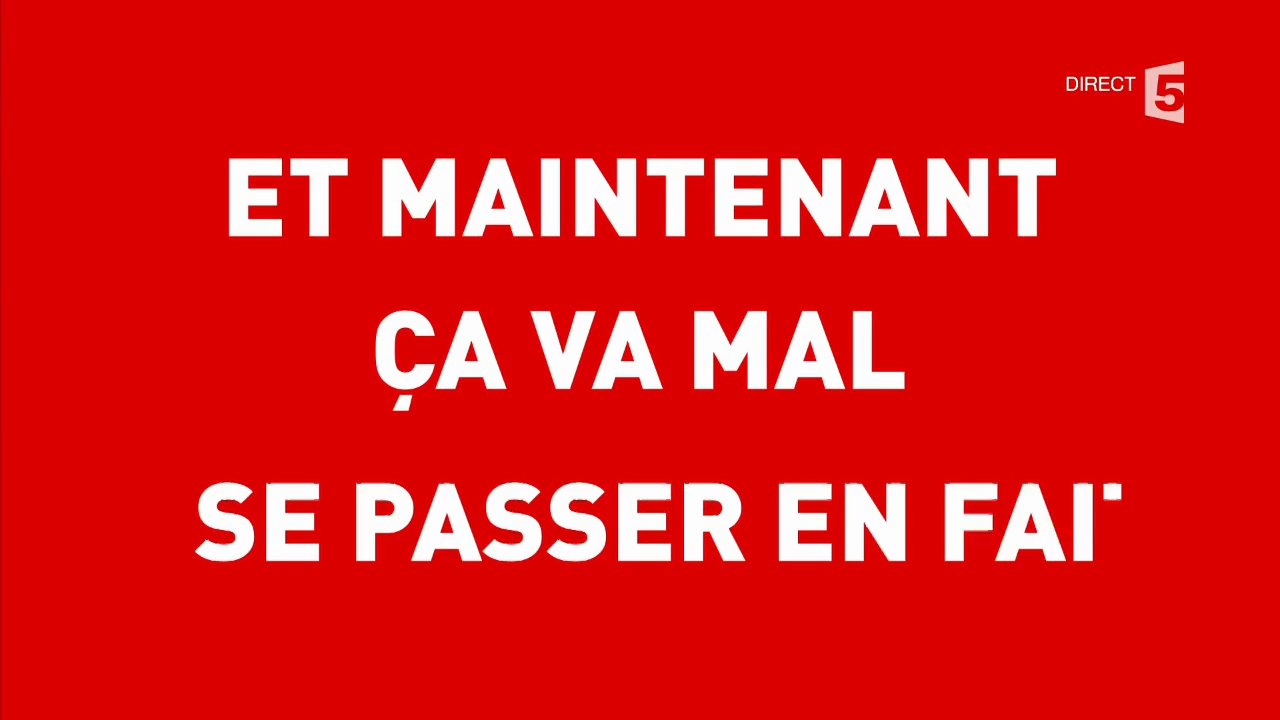 DIRECT 5
ET MAINTENANT
ÇA VA MAL
SE PASSER EN FAI